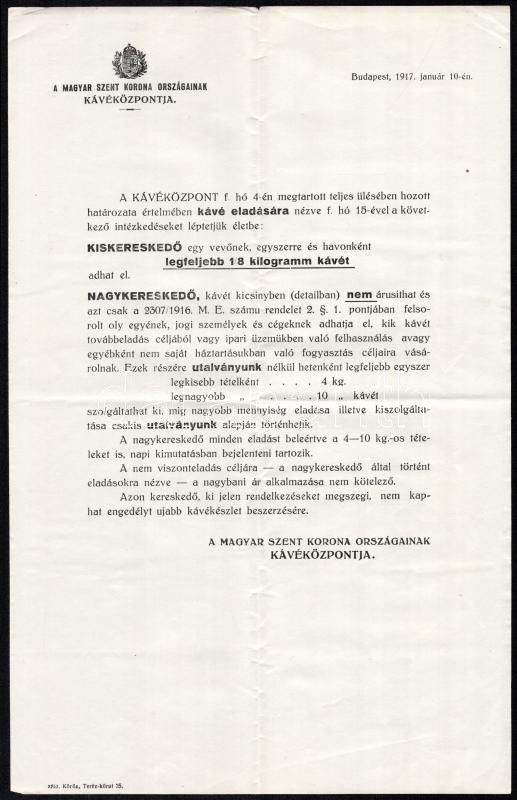 A MAGYAR SZENT KORONA ORSZÁGAINAK
KÁVÉKÖZPONTJA.
Budapest, 1917. január 10-én.
A KÁVÉKÖZPONT f. hó 4-én megtartott teljes ülésében hozott
határozata értelmében kávé eladására nézve f. hó 15-ével a követ-
kező intézkedéseket léptetjük életbe:
KISKERESKEDŐ egy vevőnek, egyszerre és havonként
legfeljebb 1/8 kilogramm kávét
adhat el.
NAGYKERESKEDŐ, kávét kicsinyben (detailban) nem árusithat és
azt csak a 2307/1916. M. E. számu rendelet 2. §. 1. pontjában felso-
rolt oly egyének, jogi személyek és cégeknek adhatja el, kik kávét
továbbeladás céljából vagy ipari üzemükben való felhasználás avagy
egyébként nem saját háztartásukban való fogyasztás céljaira vásá-
rolnak. Ezek részére utalványunk nélkül hetenként legfeljebb egyszer
legkisebb tételként . . . . 4 kg.
legnagyobb „ . . . . . 10 „ kávét
szolgáltathat ki, mig nagyobb mennyiség eladása illetve kiszolgálta-
tása csakis utalványunk alapján történhetik.
A nagykereskedő minden eladást beleértve a 4—10 kg.-os téte-
leket is, napi kimutatásban bejelenteni tartozik.
A nem viszonteladás céljára — a nagykereskedő által történt
eladásokra nézve — a nagybani ár alkalmazása nem kötelező.
Azon kereskedő, ki jelen rendelkezéseket megszegi, nem kap-
hat engedélyt ujabb kávékészlet beszerzésére.
A MAGYAR SZENT KORONA ORSZÁGAINAK
KÁVÉKÖZPONTJA.
Körös, Teréz-körut 35.